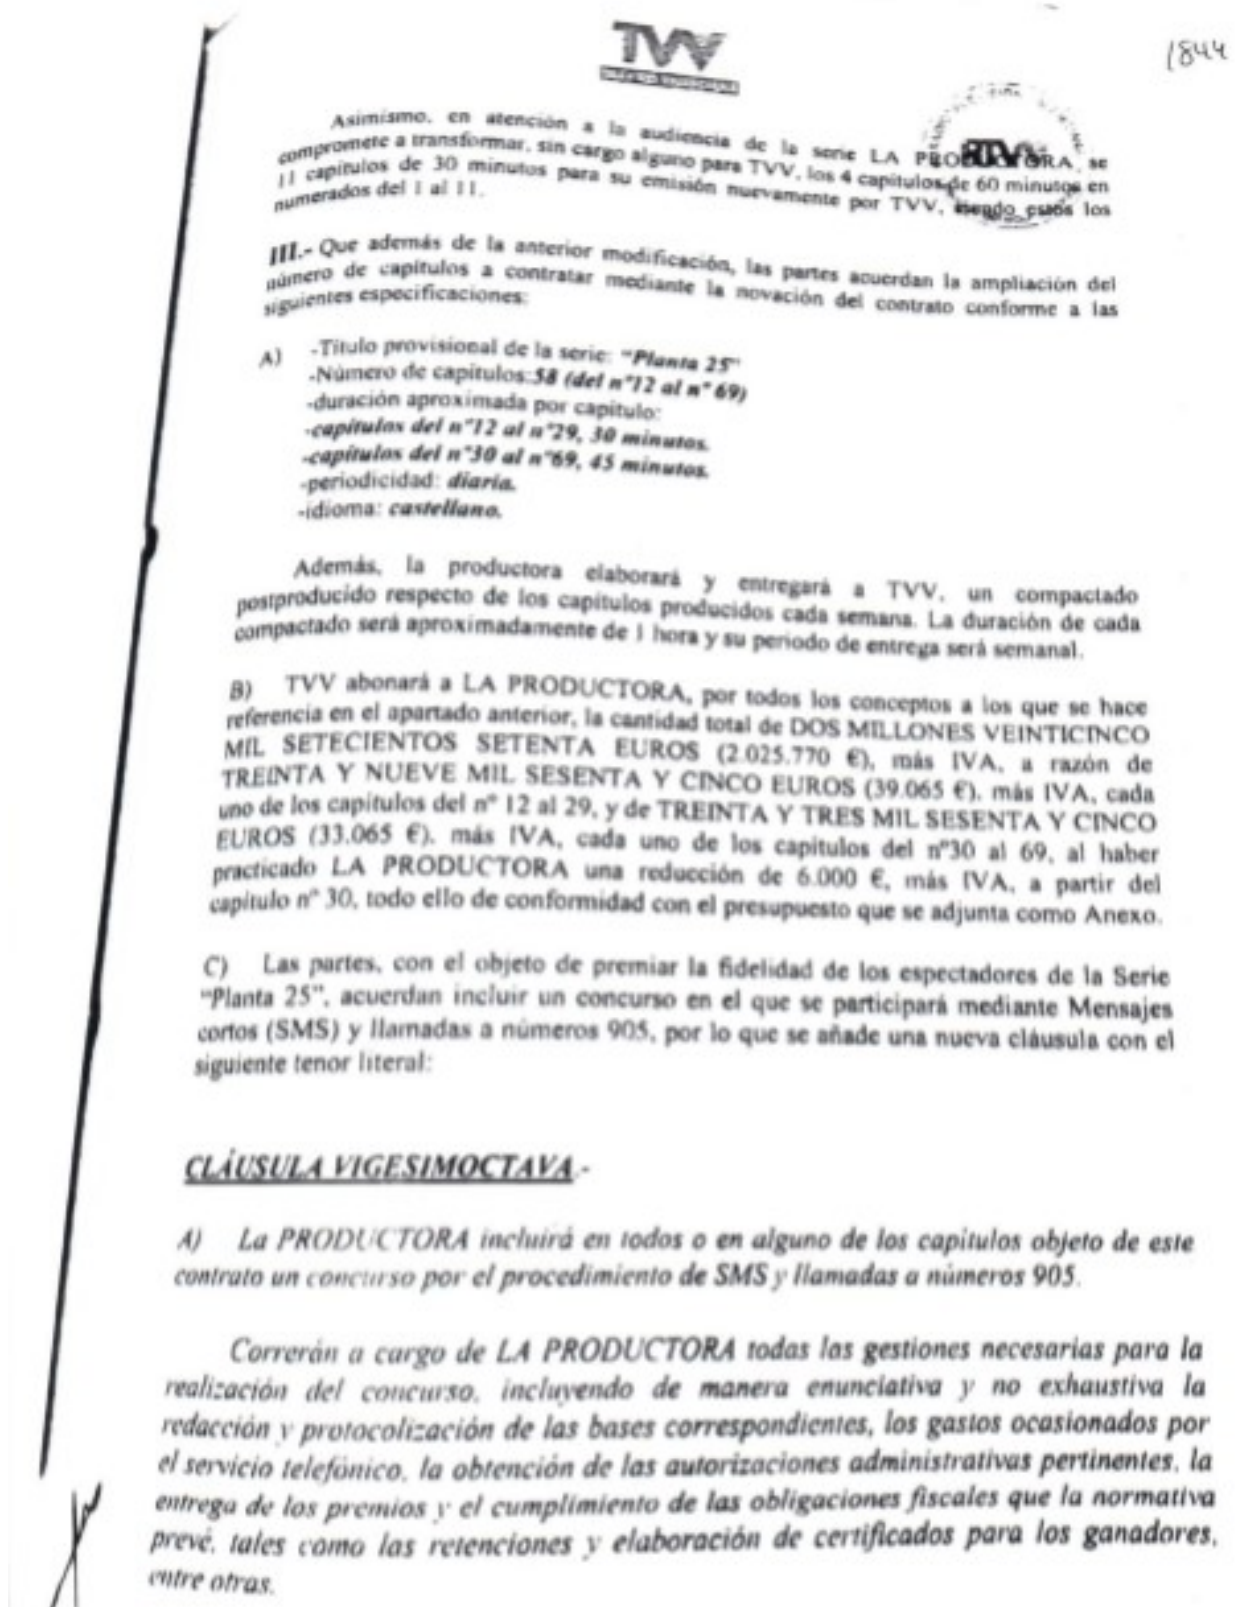 TVV
1844
RTVV
Asimismo, en atención a la audiencia de la serie LA PRODUCTORA, se
compromete a transformar, sin cargo alguno para TVV, los 4 capítulos de 60 minutos en
11 capítulos de 30 minutos para su emisión nuevamente por TVV, siendo estos los
numerados del 1 al 11.
III.- Que además de la anterior modificación, las partes acuerdan la ampliación del
número de capítulos a contratar mediante la novación del contrato conforme a las
siguientes especificaciones:
A) -Título provisional de la serie: "Planta 25"
-Número de capítulos:58 (del nº12 al nº 69)
-duración aproximada por capítulo:
-capítulos del nº12 al nº29, 30 minutos.
-capítulos del nº30 al nº69, 45 minutos.
-periodicidad: diaria.
-idioma: castellano.
Además, la productora elaborará y entregará a TVV, un compactado
postproducido respecto de los capítulos producidos cada semana. La duración de cada
compactado será aproximadamente de 1 hora y su periodo de entrega será semanal.
B) TVV abonará a LA PRODUCTORA, por todos los conceptos a los que se hace
referencia en el apartado anterior, la cantidad total de DOS MILLONES VEINTICINCO
MIL SETECIENTOS SETENTA EUROS (2.025.770 €), más IVA, a razón de
TREINTA Y NUEVE MIL SESENTA Y CINCO EUROS (39.065 €), más IVA, cada
uno de los capítulos del nº 12 al 29, y de TREINTA Y TRES MIL SESENTA Y CINCO
EUROS (33.065 €), más IVA, cada uno de los capítulos del nº30 al 69, al haber
practicado LA PRODUCTORA una reducción de 6.000 €, más IVA, a partir del
capítulo nº 30, todo ello de conformidad con el presupuesto que se adjunta como Anexo.
C) Las partes, con el objeto de premiar la fidelidad de los espectadores de la Serie
"Planta 25", acuerdan incluir un concurso en el que se participará mediante Mensajes
cortos (SMS) y llamadas a números 905, por lo que se añade una nueva cláusula con el
siguiente tenor literal:
CLÁUSULA VIGESIMOCTAVA.-
A) La PRODUCTORA incluirá en todos o en alguno de los capítulos objeto de este
contrato un concurso por el procedimiento de SMS y llamadas a números 905.
Correrán a cargo de LA PRODUCTORA todas las gestiones necesarias para la
realización del concurso, incluyendo de manera enunciativa y no exhaustiva la
redacción y protocolización de las bases correspondientes, los gastos ocasionados por
el servicio telefónico, la obtención de las autorizaciones administrativas pertinentes, la
entrega de los premios y el cumplimiento de las obligaciones fiscales que la normativa
prevé, tales como las retenciones y elaboración de certificados para los ganadores,
entre otras.